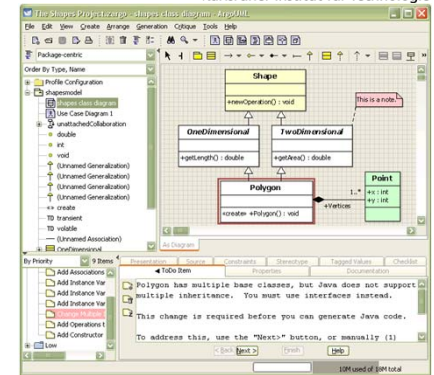 The Shapes Project.zargo - shapes class diagram - ArgoUML
File Edit View Create Arrange Generation Critique Tools Help
Package-centric
Order By Type, Name
Profile Configuration
shapesmodel
shapes class diagram
Use Case Diagram 1
unattachedCollaboration
double
int
void
(Unnamed Generalization)
(Unnamed Generalization)
(Unnamed Generalization)
(Unnamed Generalization)
create
transient
volatile
(Unnamed Association)
OneDimensional
Shape
+newOperation() : void
This is a note.
OneDimensional
TwoDimensional
+getLength() : double
+getArea() : double
Polygon
«create» +Polygon() : void
1..*
+Vertices
Point
+x : int
+y : int
As Diagram
By Priority
9 Items
Add Associations
Add Instance Var
Add Instance Var
Add Instance Var
Change Multiple
Add Operations t
Add Constructor
Low
Presentation Source Constraints Stereotype Tagged Values Checklist
ToDo Item Properties Documentation
Polygon has multiple base classes, but Java does not support
multiple inheritance. You must use interfaces instead.
This change is required before you can generate Java code.
To address this, use the "Next>" button, or manually (1)
< Back Next > Finish Help
10M used of 18M total